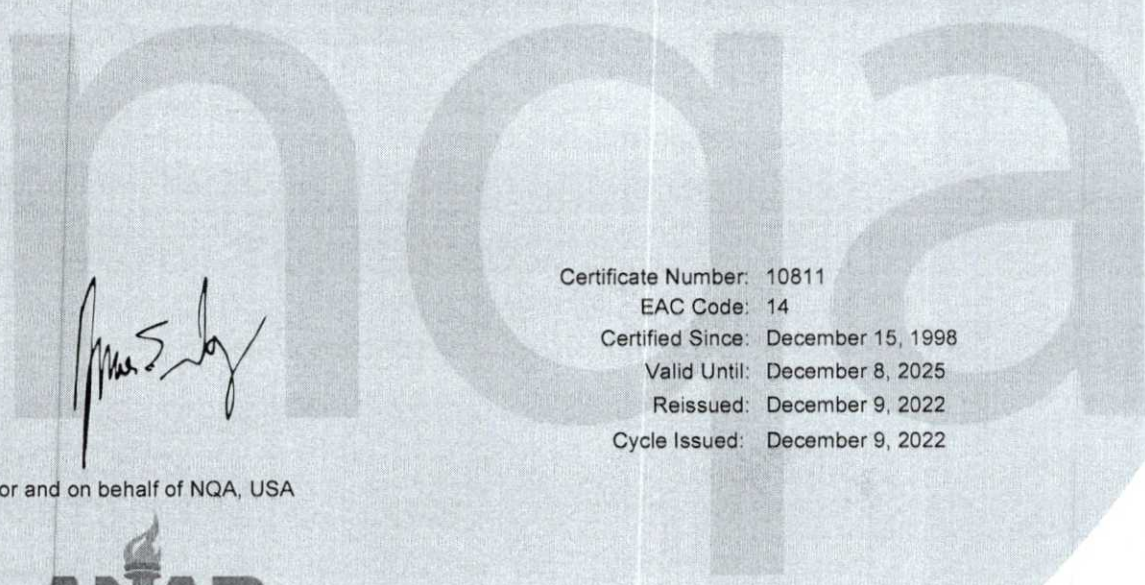 nqa
Certificate Number: 10811
EAC Code: 14
Certified Since: December 15, 1998
Valid Until: December 8, 2025
Reissued: December 9, 2022
Cycle Issued: December 9, 2022
or and on behalf of NQA, USA